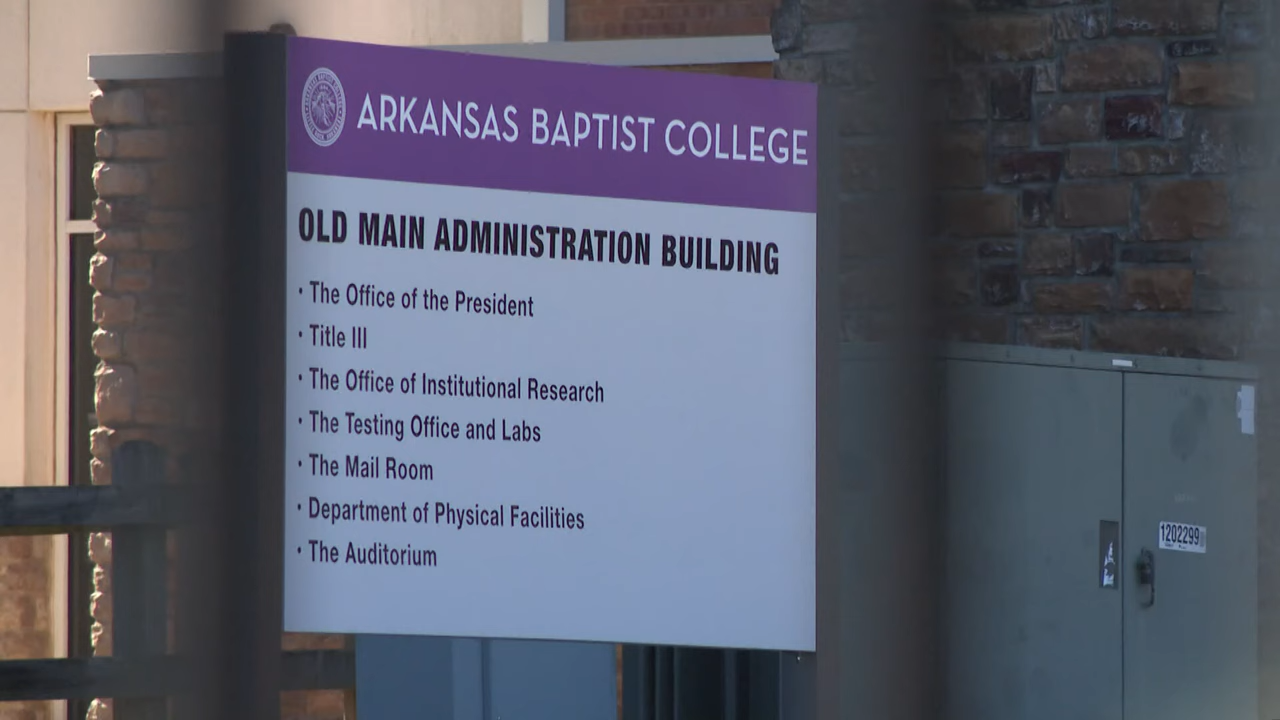 ARKANSAS BAPTIST COLLEGE
OLD MAIN ADMINISTRATION BUILDING
· The Office of the President
· Title III
· The Office of Institutional Research
· The Testing Office and Labs
· The Mail Room
· Department of Physical Facilities
· The Auditorium
1202299